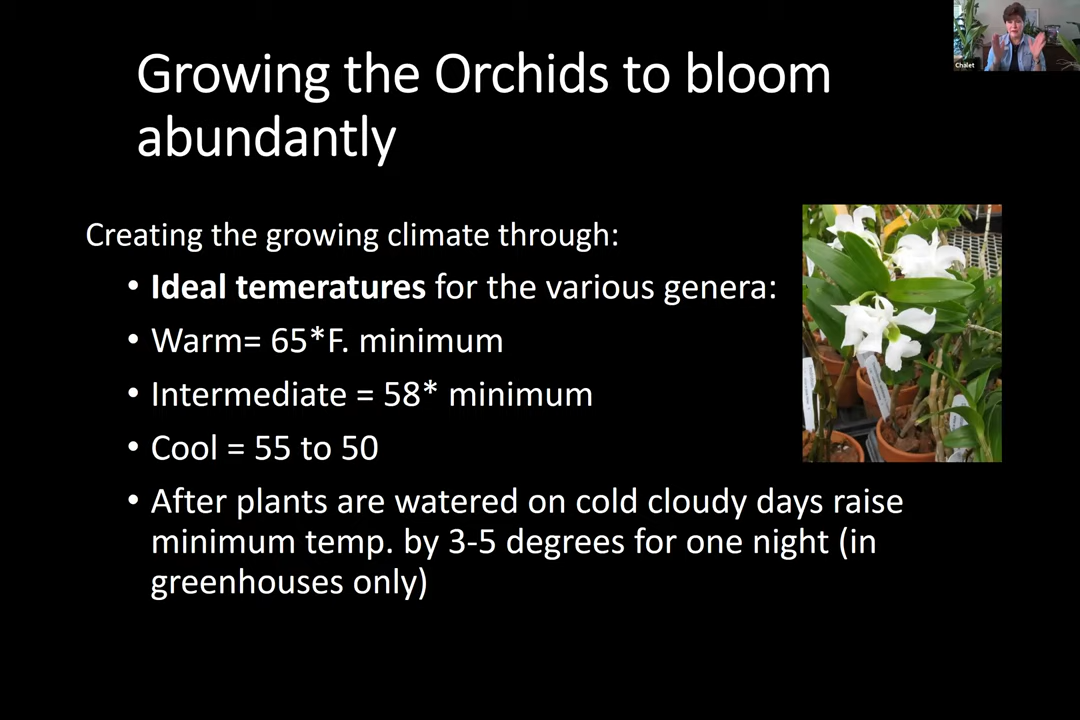 Chalet
Growing the Orchids to bloom
abundantly
Creating the growing climate through:
• Ideal temeratures for the various genera:
• Warm= 65*F. minimum
• Intermediate = 58* minimum
• Cool = 55 to 50
• After plants are watered on cold cloudy days raise
minimum temp. by 3-5 degrees for one night (in
greenhouses only)